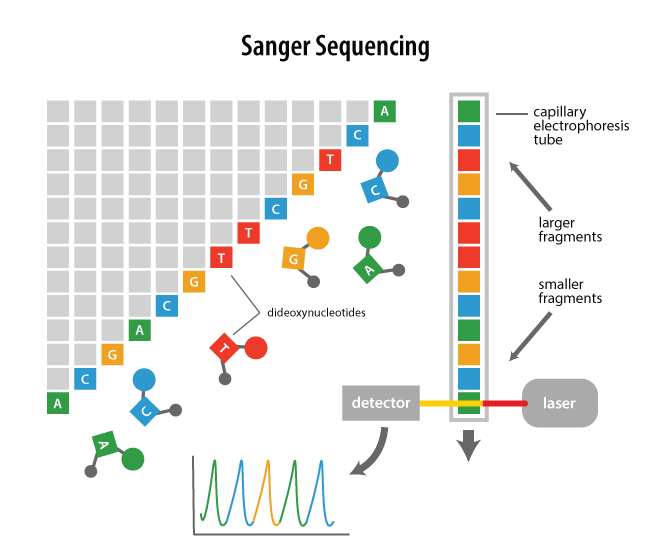 Sanger Sequencing
A
C
T
G
C
T
T
G
C
A
G
C
A
C
G
A
T
C
A
dideoxynucleotides
capillary
electrophoresis
tube
larger
fragments
smaller
fragments
detector
laser